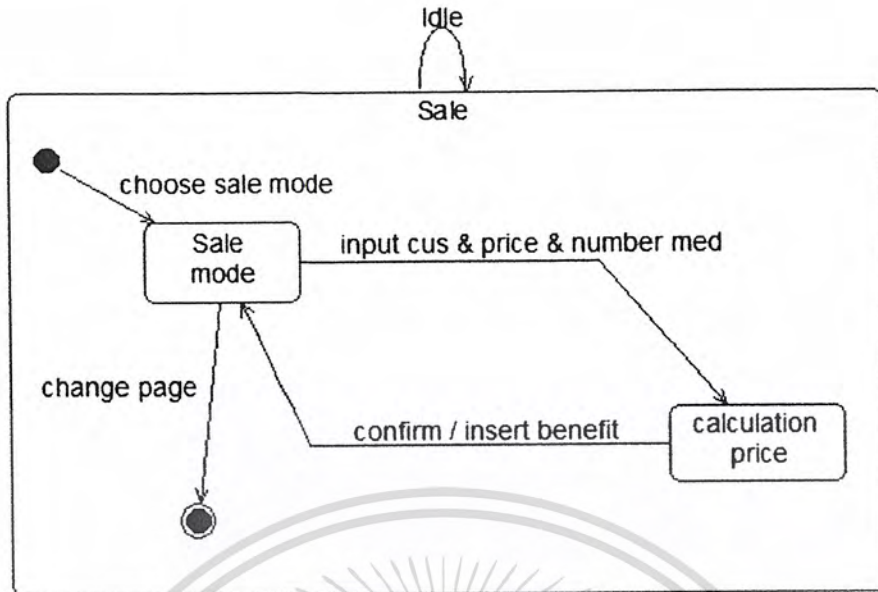 Idle
Sale
choose sale mode
Sale
mode
input cus & price & number med
change page
confirm / insert benefit
calculation
price